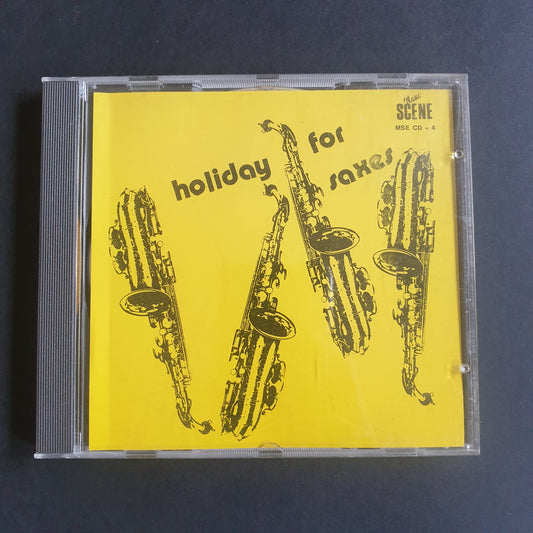 Music
SCENE
MSE CD - 4
holiday for saxes